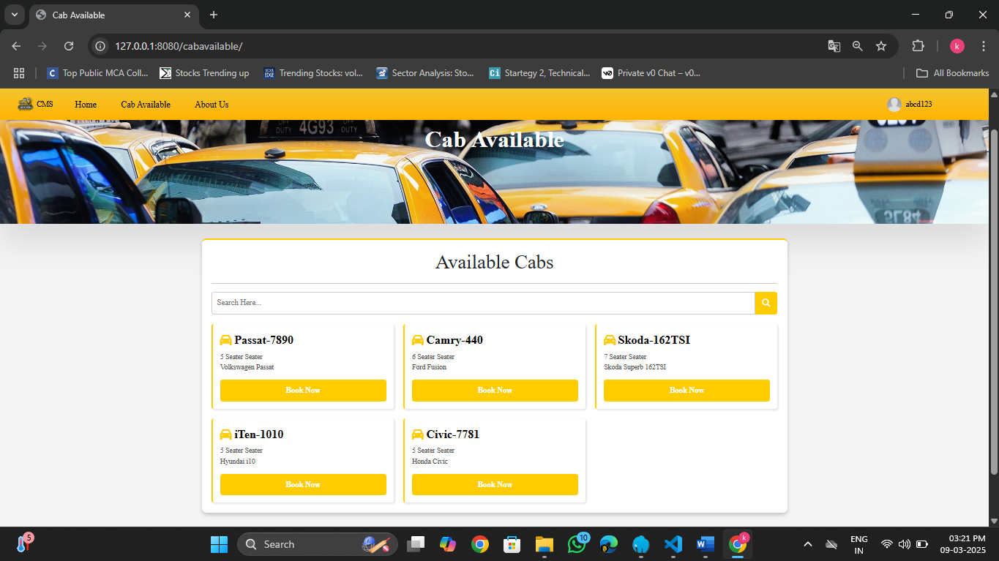 Cab Available
127.0.0.1:8080/cabavailable/
k
Top Public MCA Coll...
Stocks Trending up
Trending Stocks: vol...
Sector Analysis: Sto...
Startegy 2, Technical...
Private v0 Chat – v0...
All Bookmarks
CMS
Home
Cab Available
About Us
abcd123
OFF DUTY 4G93 OFF DUTY
Cab Available
5L84
Available Cabs
Search Here...
Passat-7890
5 Seater Seater
Volkswagen Passat
Book Now
Camry-440
6 Seater Seater
Ford Fusion
Book Now
Skoda-162TSI
7 Seater Seater
Skoda Superb 162TSI
Book Now
iTen-1010
5 Seater Seater
Hyundai i10
Book Now
Civic-7781
5 Seater Seater
Honda Civic
Book Now
5
Search
10
k
ENG
IN
03:21 PM
09-03-2025